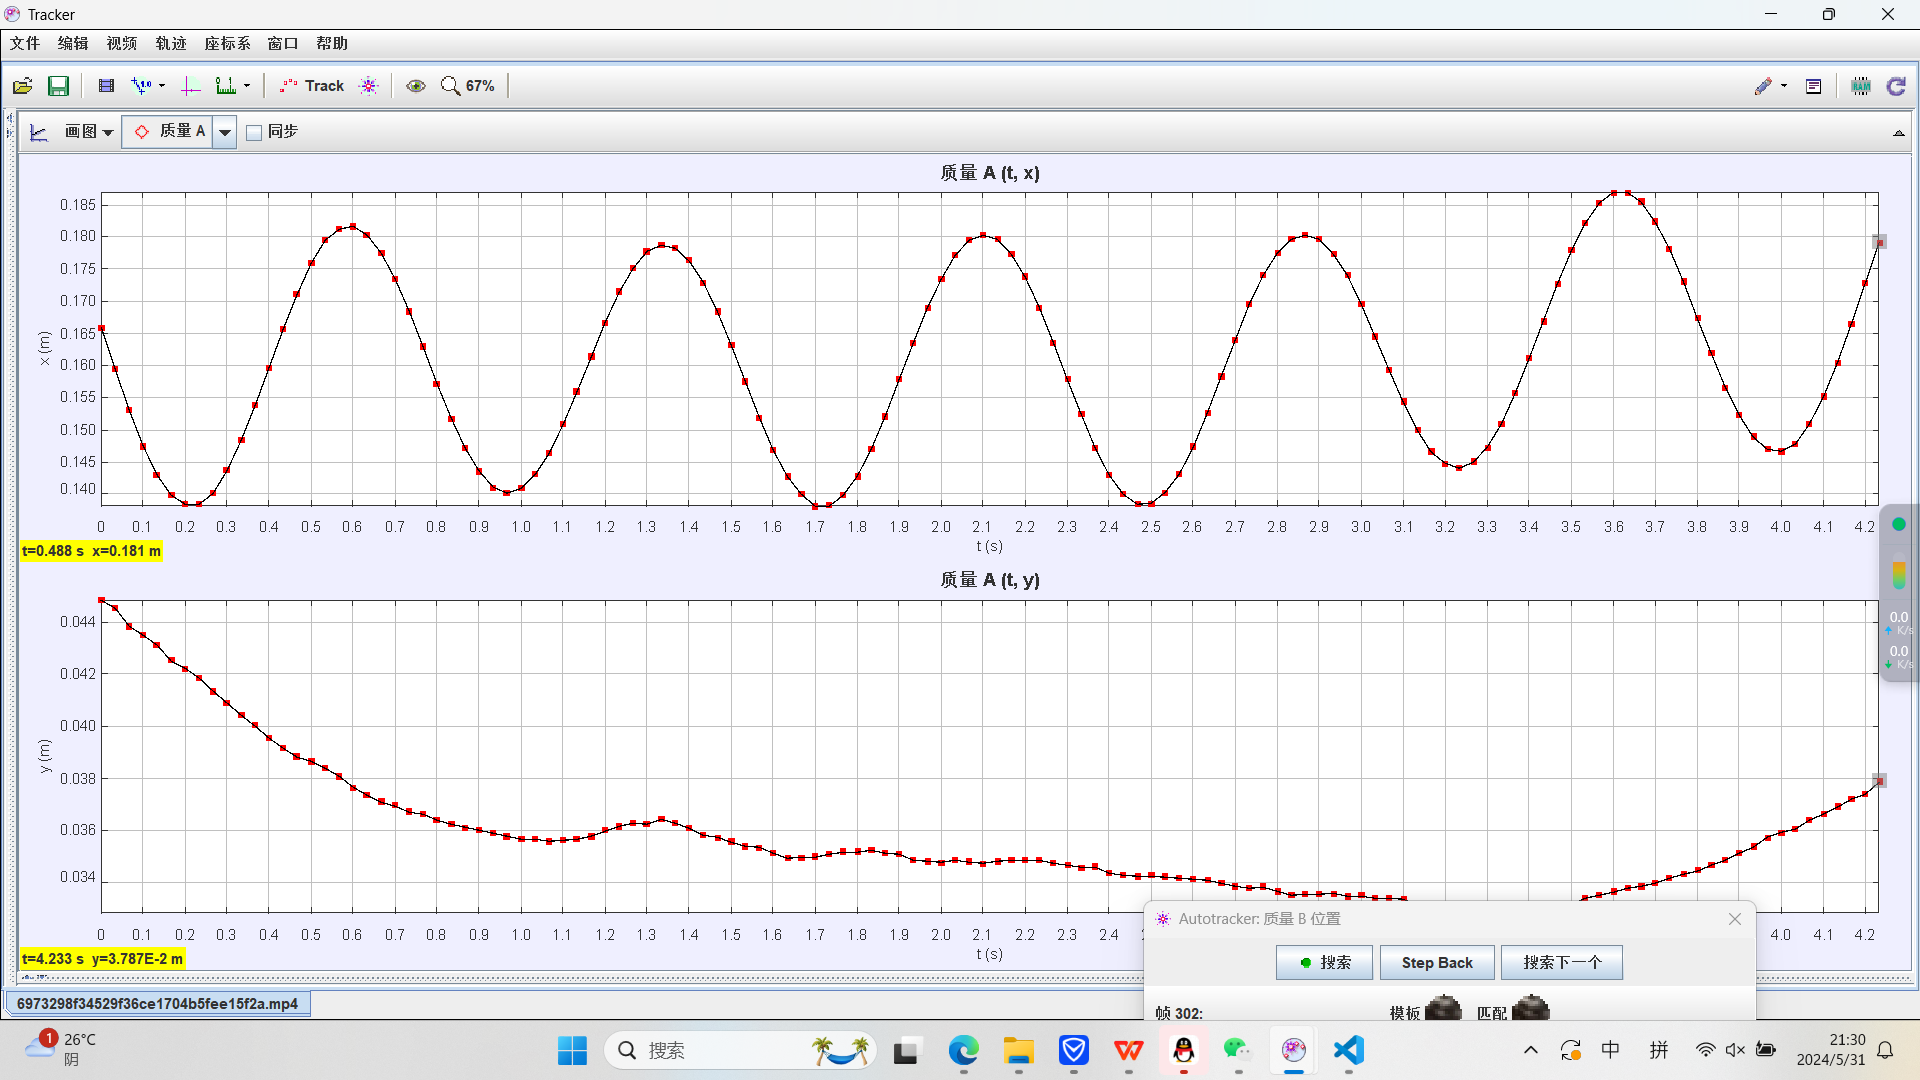 Tracker
文件 编辑 视频 轨迹 座标系 窗口 帮助
Track 67%
画图 质量 A 同步
质量 A (t, x)
0.185
0.180
0.175
0.170
0.165
0.160
0.155
0.150
0.145
0.140
x (m)
0 0.1 0.2 0.3 0.4 0.5 0.6 0.7 0.8 0.9 1.0 1.1 1.2 1.3 1.4 1.5 1.6 1.7 1.8 1.9 2.0 2.1 2.2 2.3 2.4 2.5 2.6 2.7 2.8 2.9 3.0 3.1 3.2 3.3 3.4 3.5 3.6 3.7 3.8 3.9 4.0 4.1 4.2
t (s)
t=0.488 s x=0.181 m
质量 A (t, y)
0.044
0.042
0.040
0.038
0.036
0.034
y (m)
0.0
K/s
0.0
K/s
0 0.1 0.2 0.3 0.4 0.5 0.6 0.7 0.8 0.9 1.0 1.1 1.2 1.3 1.4 1.5 1.6 1.7 1.8 1.9 2.0 2.1 2.2 2.3 2.4 4.0 4.1 4.2
t (s)
t=4.233 s y=3.787E-2 m
Autotracker: 质量 B 位置
搜索 Step Back 搜索下一个
帧 302: 模板 匹配
6973298f34529f36ce1704b5fee15f2a.mp4
1
26°C
阴
搜索
中 拼
21:30
2024/5/31